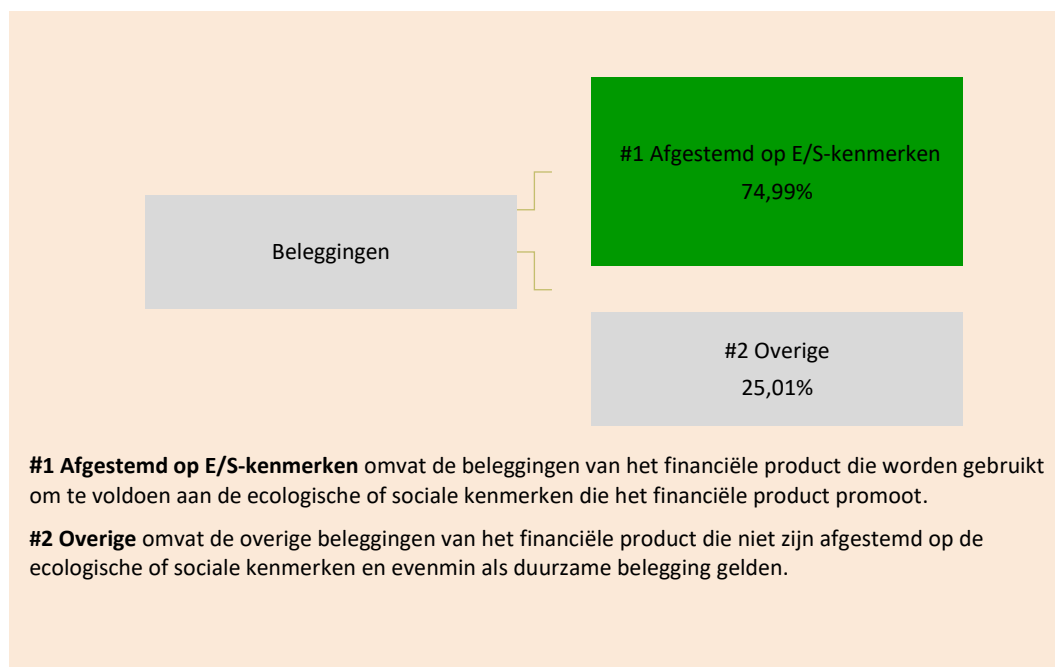 #1 Afgestemd op E/S-kenmerken
74,99%
Beleggingen
#2 Overige
25,01%
#1 Afgestemd op E/S-kenmerken omvat de beleggingen van het financiële product die worden gebruikt
om te voldoen aan de ecologische of sociale kenmerken die het financiële product promoot.
#2 Overige omvat de overige beleggingen van het financiële product die niet zijn afgestemd op de
ecologische of sociale kenmerken en evenmin als duurzame belegging gelden.